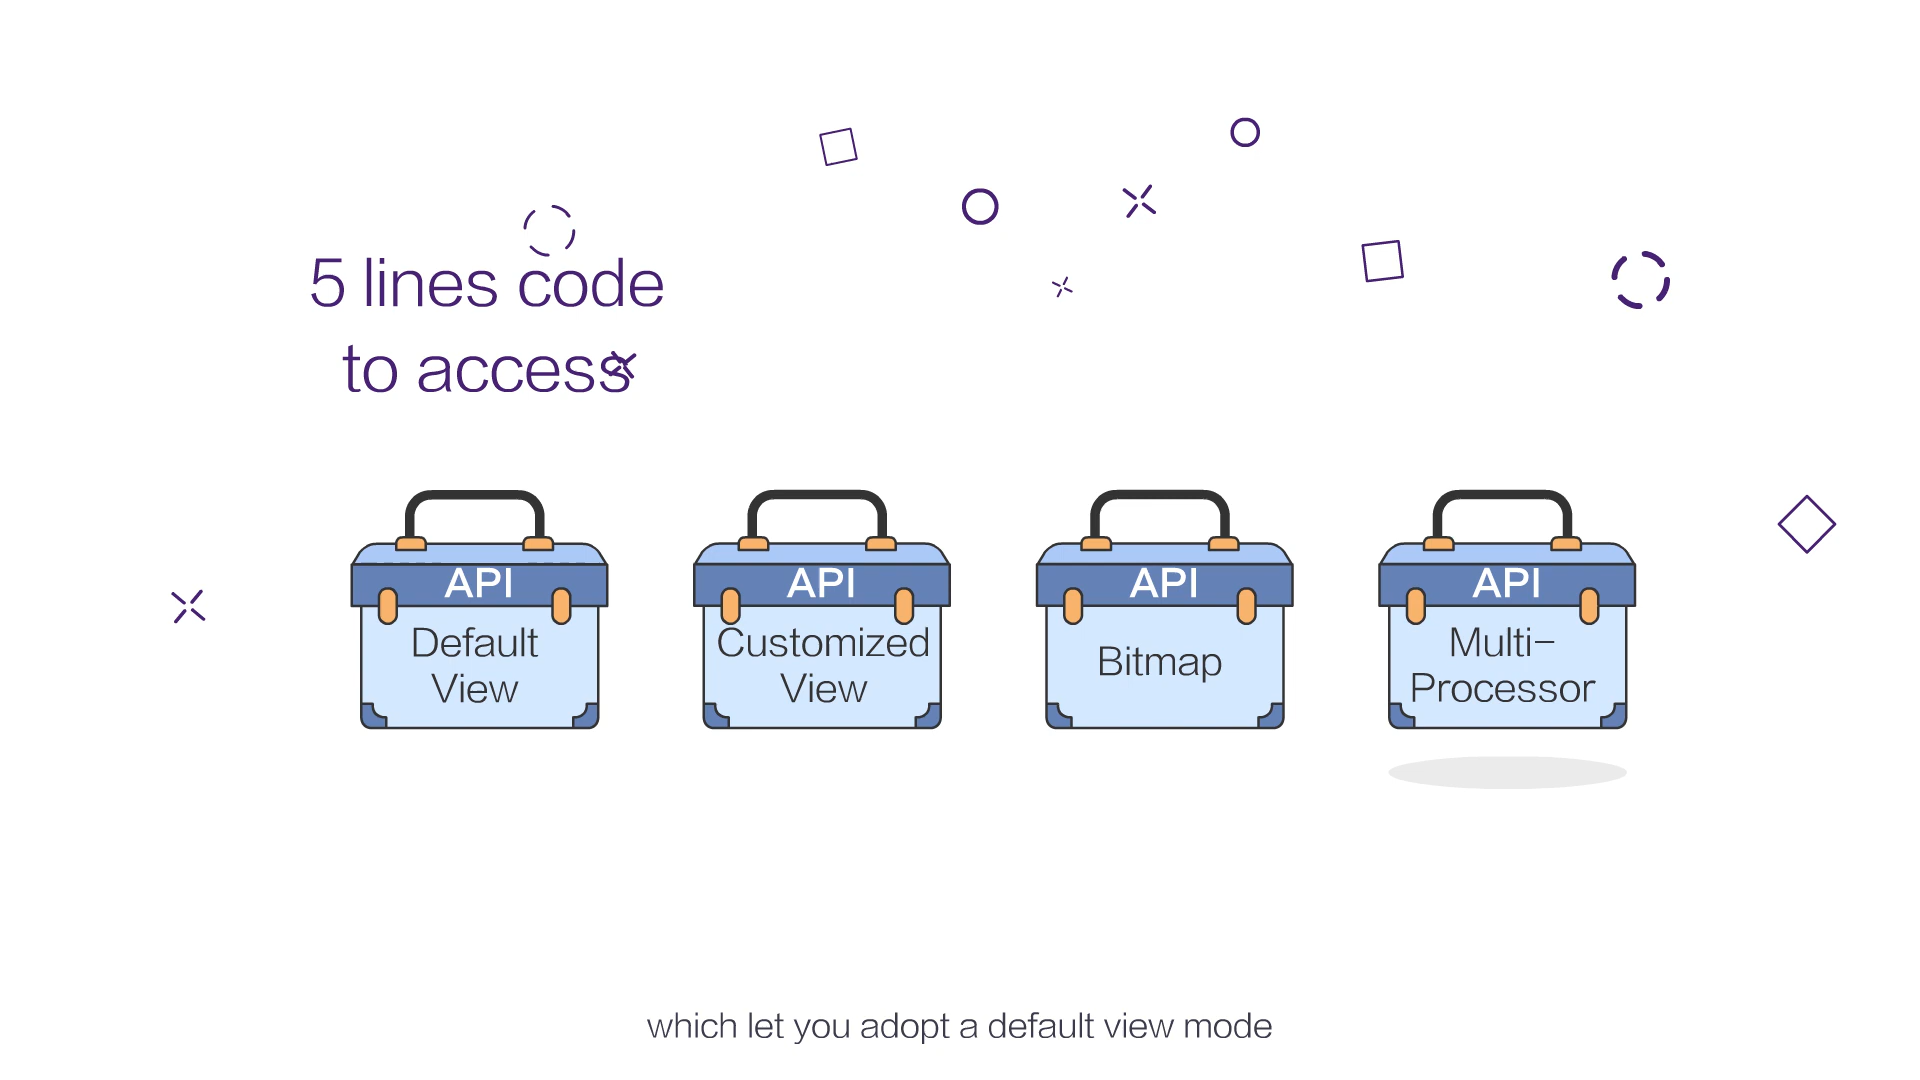 5 lines code
to access
API
Default
View
API
Customized
View
API
Bitmap
API
Multi-
Processor
which let you adopt a default view mode